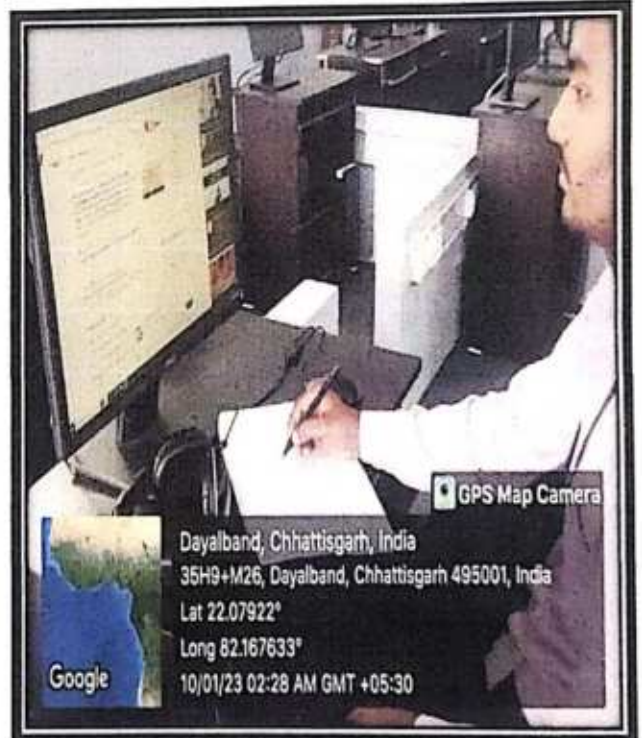 GPS Map Camera
Dayalband, Chhattisgarh, India
35H9+M26, Dayalband, Chhattisgarh 495001, India
Lat 22.07922°
Long 82.167633°
Google
10/01/23 02:28 AM GMT +05:30